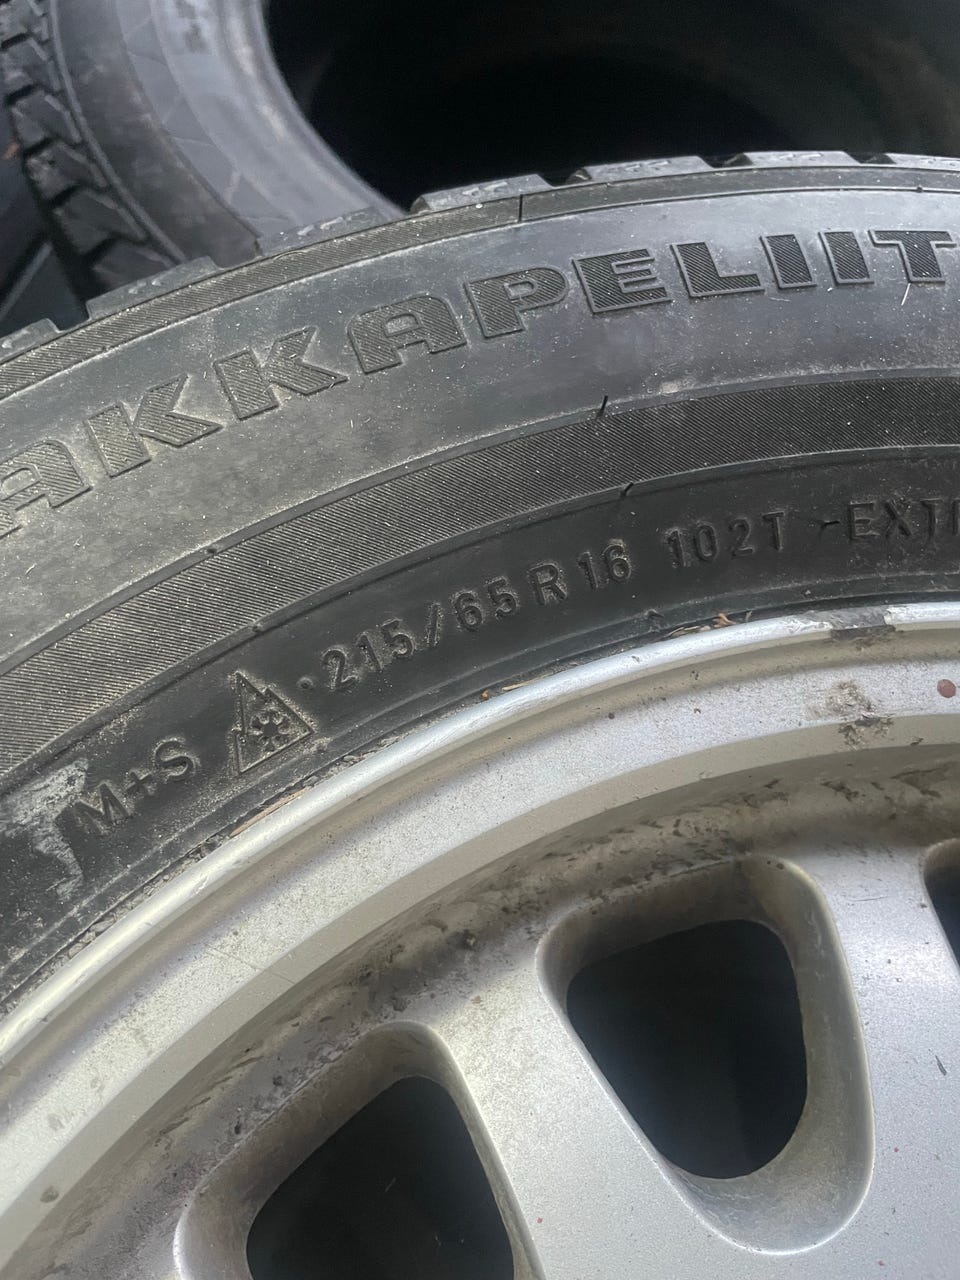 AKKAPELIIT
M+S 215/65 R 16 102T -EXT